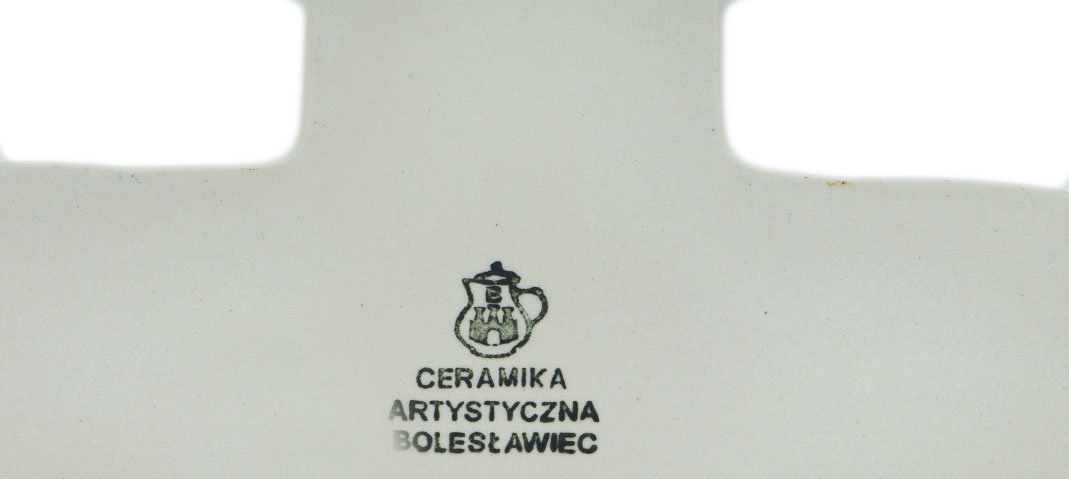 B
CERAMIKA
ARTYSTYCZNA
BOLESŁAWIEC